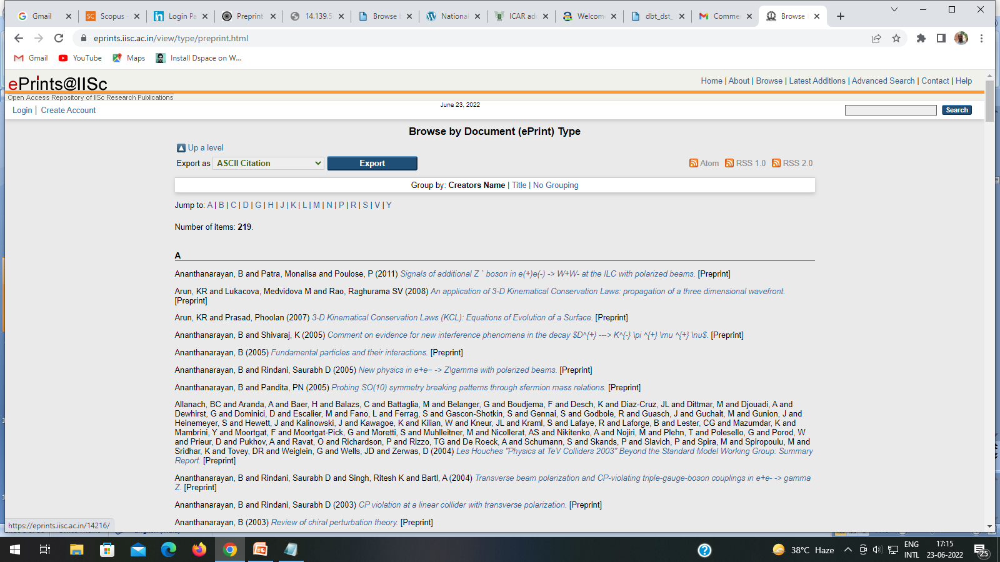 Gmail
Scopus
Login Pa
Preprint
14.139.5
Browse
National
ICAR ad
Welcom
dbt_dst_
Comme
Browse
eprints.iisc.ac.in/view/type/preprint.html
Gmail
YouTube
Maps
Install Dspace on W...
ePrints@IISc
Home | About | Browse | Latest Additions | Advanced Search | Contact | Help
Open Access Repository of IISc Research Publications
June 23, 2022
Login | Create Account
Search
Browse by Document (ePrint) Type
Up a level
Export as ASCII Citation Export
Atom RSS 1.0 RSS 2.0
Group by: Creators Name | Title | No Grouping
Jump to: A | B | C | D | G | H | J | K | L | M | N | P | R | S | V | Y
Number of items: 219.
A
Ananthanarayan, B and Patra, Monalisa and Poulose, P (2011) Signals of additional Z ` boson in e(+)e(-) -> W+W- at the ILC with polarized beams. [Preprint]
Arun, KR and Lukacova, Medvidova M and Rao, Raghurama SV (2008) An application of 3-D Kinematical Conservation Laws: propagation of a three dimensional wavefront.
[Preprint]
Arun, KR and Prasad, Phoolan (2007) 3-D Kinematical Conservation Laws (KCL): Equations of Evolution of a Surface. [Preprint]
Ananthanarayan, B and Shivaraj, K (2005) Comment on evidence for new interference phenomena in the decay $D^{+} ---> K^{-} \pi ^{+} \mu ^{+} \nu$. [Preprint]
Ananthanarayan, B (2005) Fundamental particles and their interactions. [Preprint]
Ananthanarayan, B and Rindani, Saurabh D (2005) New physics in e+e− -> Z\gamma with polarized beams. [Preprint]
Ananthanarayan, B and Pandita, PN (2005) Probing SO(10) symmetry breaking patterns through sfermion mass relations. [Preprint]
Allanach, BC and Aranda, A and Baer, H and Balazs, C and Battaglia, M and Belanger, G and Boudjema, F and Desch, K and Diaz-Cruz, JL and Dittmar, M and Djouadi, A and
Dewhirst, G and Dominici, D and Escalier, M and Fano, L and Ferrag, S and Gascon-Shotkin, S and Gennai, S and Godbole, R and Guasch, J and Guchait, M and Gunion, J and
Heinemeyer, S and Hewett, J and Kalinowski, J and Kawagoe, K and Kilian, W and Kneur, JL and Kraml, S and Lafaye, R and Laforge, B and Lester, CG and Mazumdar, K and
Mambrini, Y and Moortgat, F and Moortgat-Pick, G and Moretti, S and Muhlleitner, M and Nicollerat, AS and Nikitenko, A and Nojiri, M and Plehn, T and Polesello, G and Porod, W
and Prieur, D and Pukhov, A and Ravat, O and Richardson, P and Rizzo, TG and De Roeck, A and Schumann, S and Skands, P and Slavich, P and Spira, M and Spiropoulu, M and
Sridhar, K and Tovey, DR and Weiglein, G and Wells, JD and Zerwas, D (2004) Les Houches "Physics at TeV Colliders 2003" Beyond the Standard Model Working Group: Summary
Report. [Preprint]
Ananthanarayan, B and Rindani, Saurabh D and Singh, Ritesh K and Bartl, A (2004) Transverse beam polarization and CP-violating triple-gauge-boson couplings in e+e- -> gamma
Z. [Preprint]
Ananthanarayan, B and Rindani, Saurabh D (2003) CP violation at a linear collider with transverse polarization. [Preprint]
Ananthanarayan, B (2003) Review of chiral perturbation theory. [Preprint]
https://eprints.iisc.ac.in/14216/
38°C Haze
ENG
INTL
17:15
23-06-2022
25